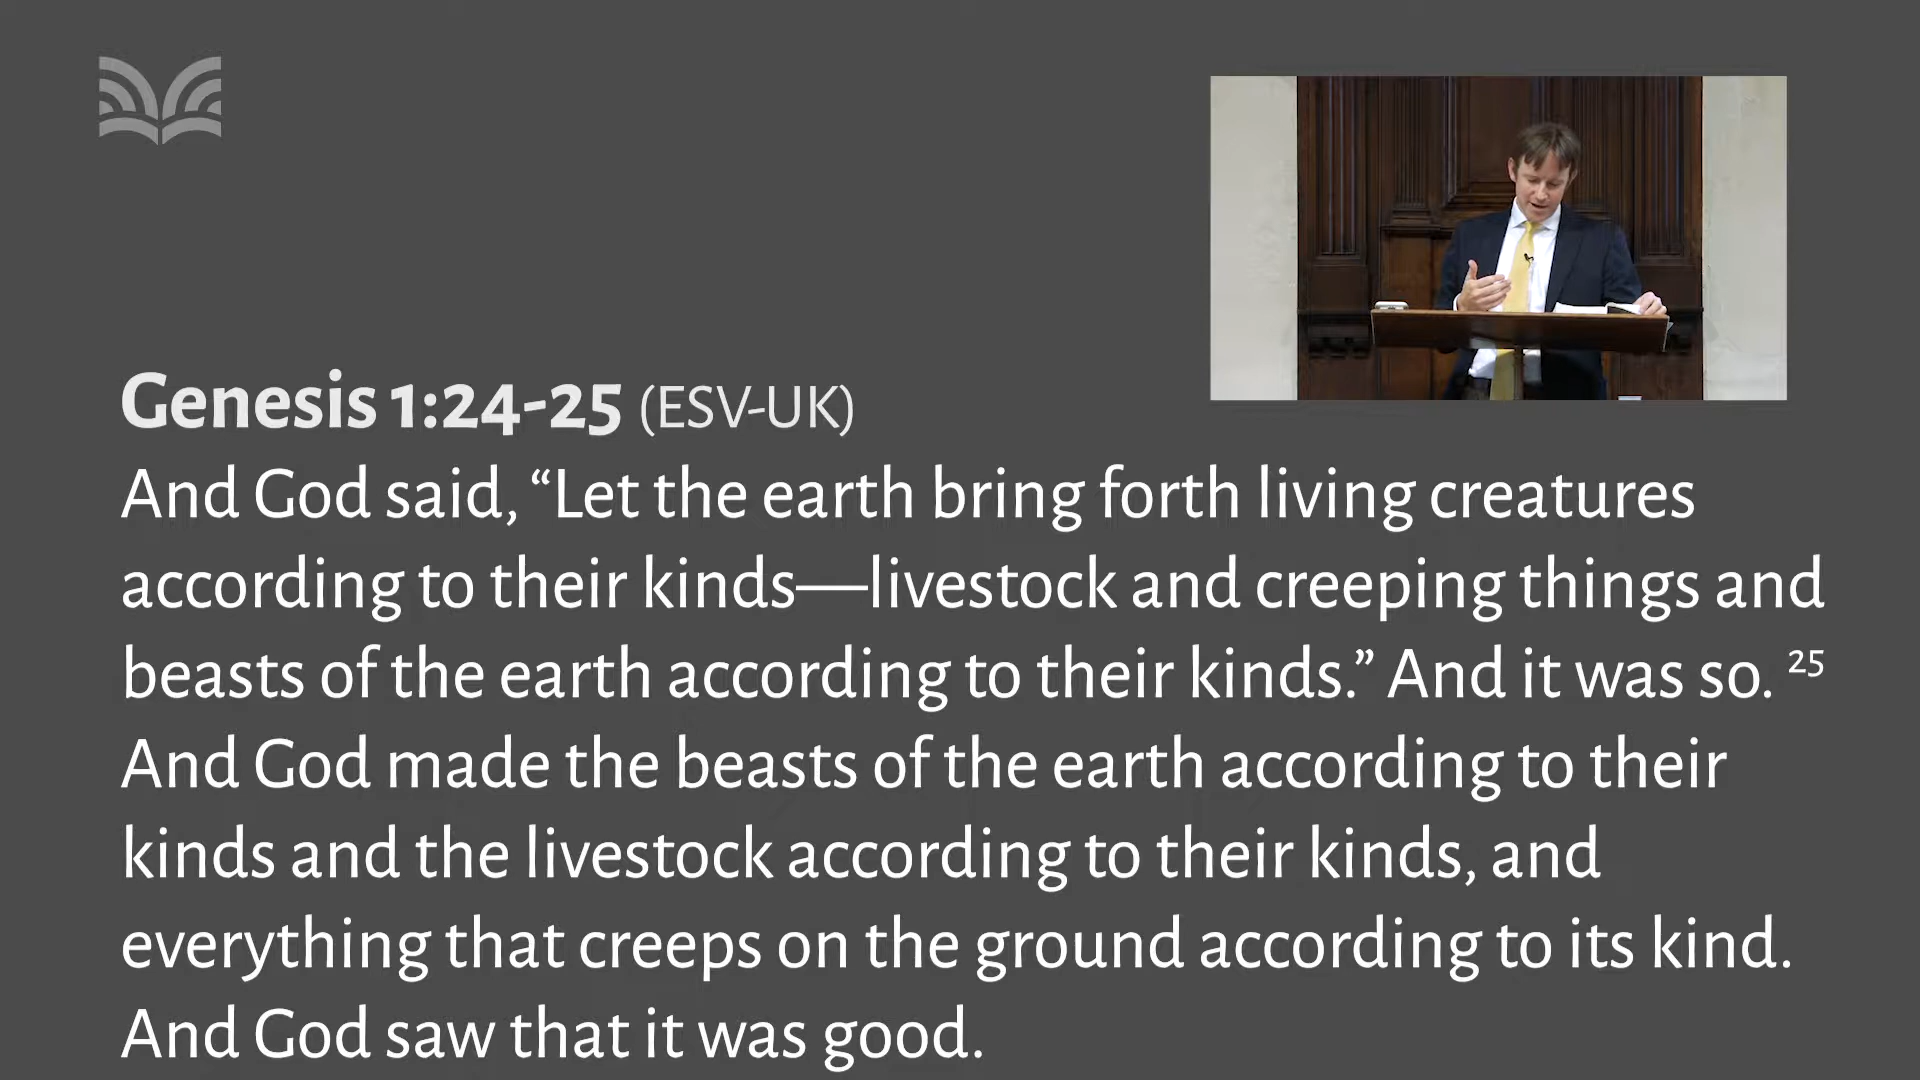 Genesis 1:24-25 (ESV-UK)
And God said, “Let the earth bring forth living creatures
according to their kinds—livestock and creeping things and
beasts of the earth according to their kinds.” And it was so. ²⁵
And God made the beasts of the earth according to their
kinds and the livestock according to their kinds, and
everything that creeps on the ground according to its kind.
And God saw that it was good.